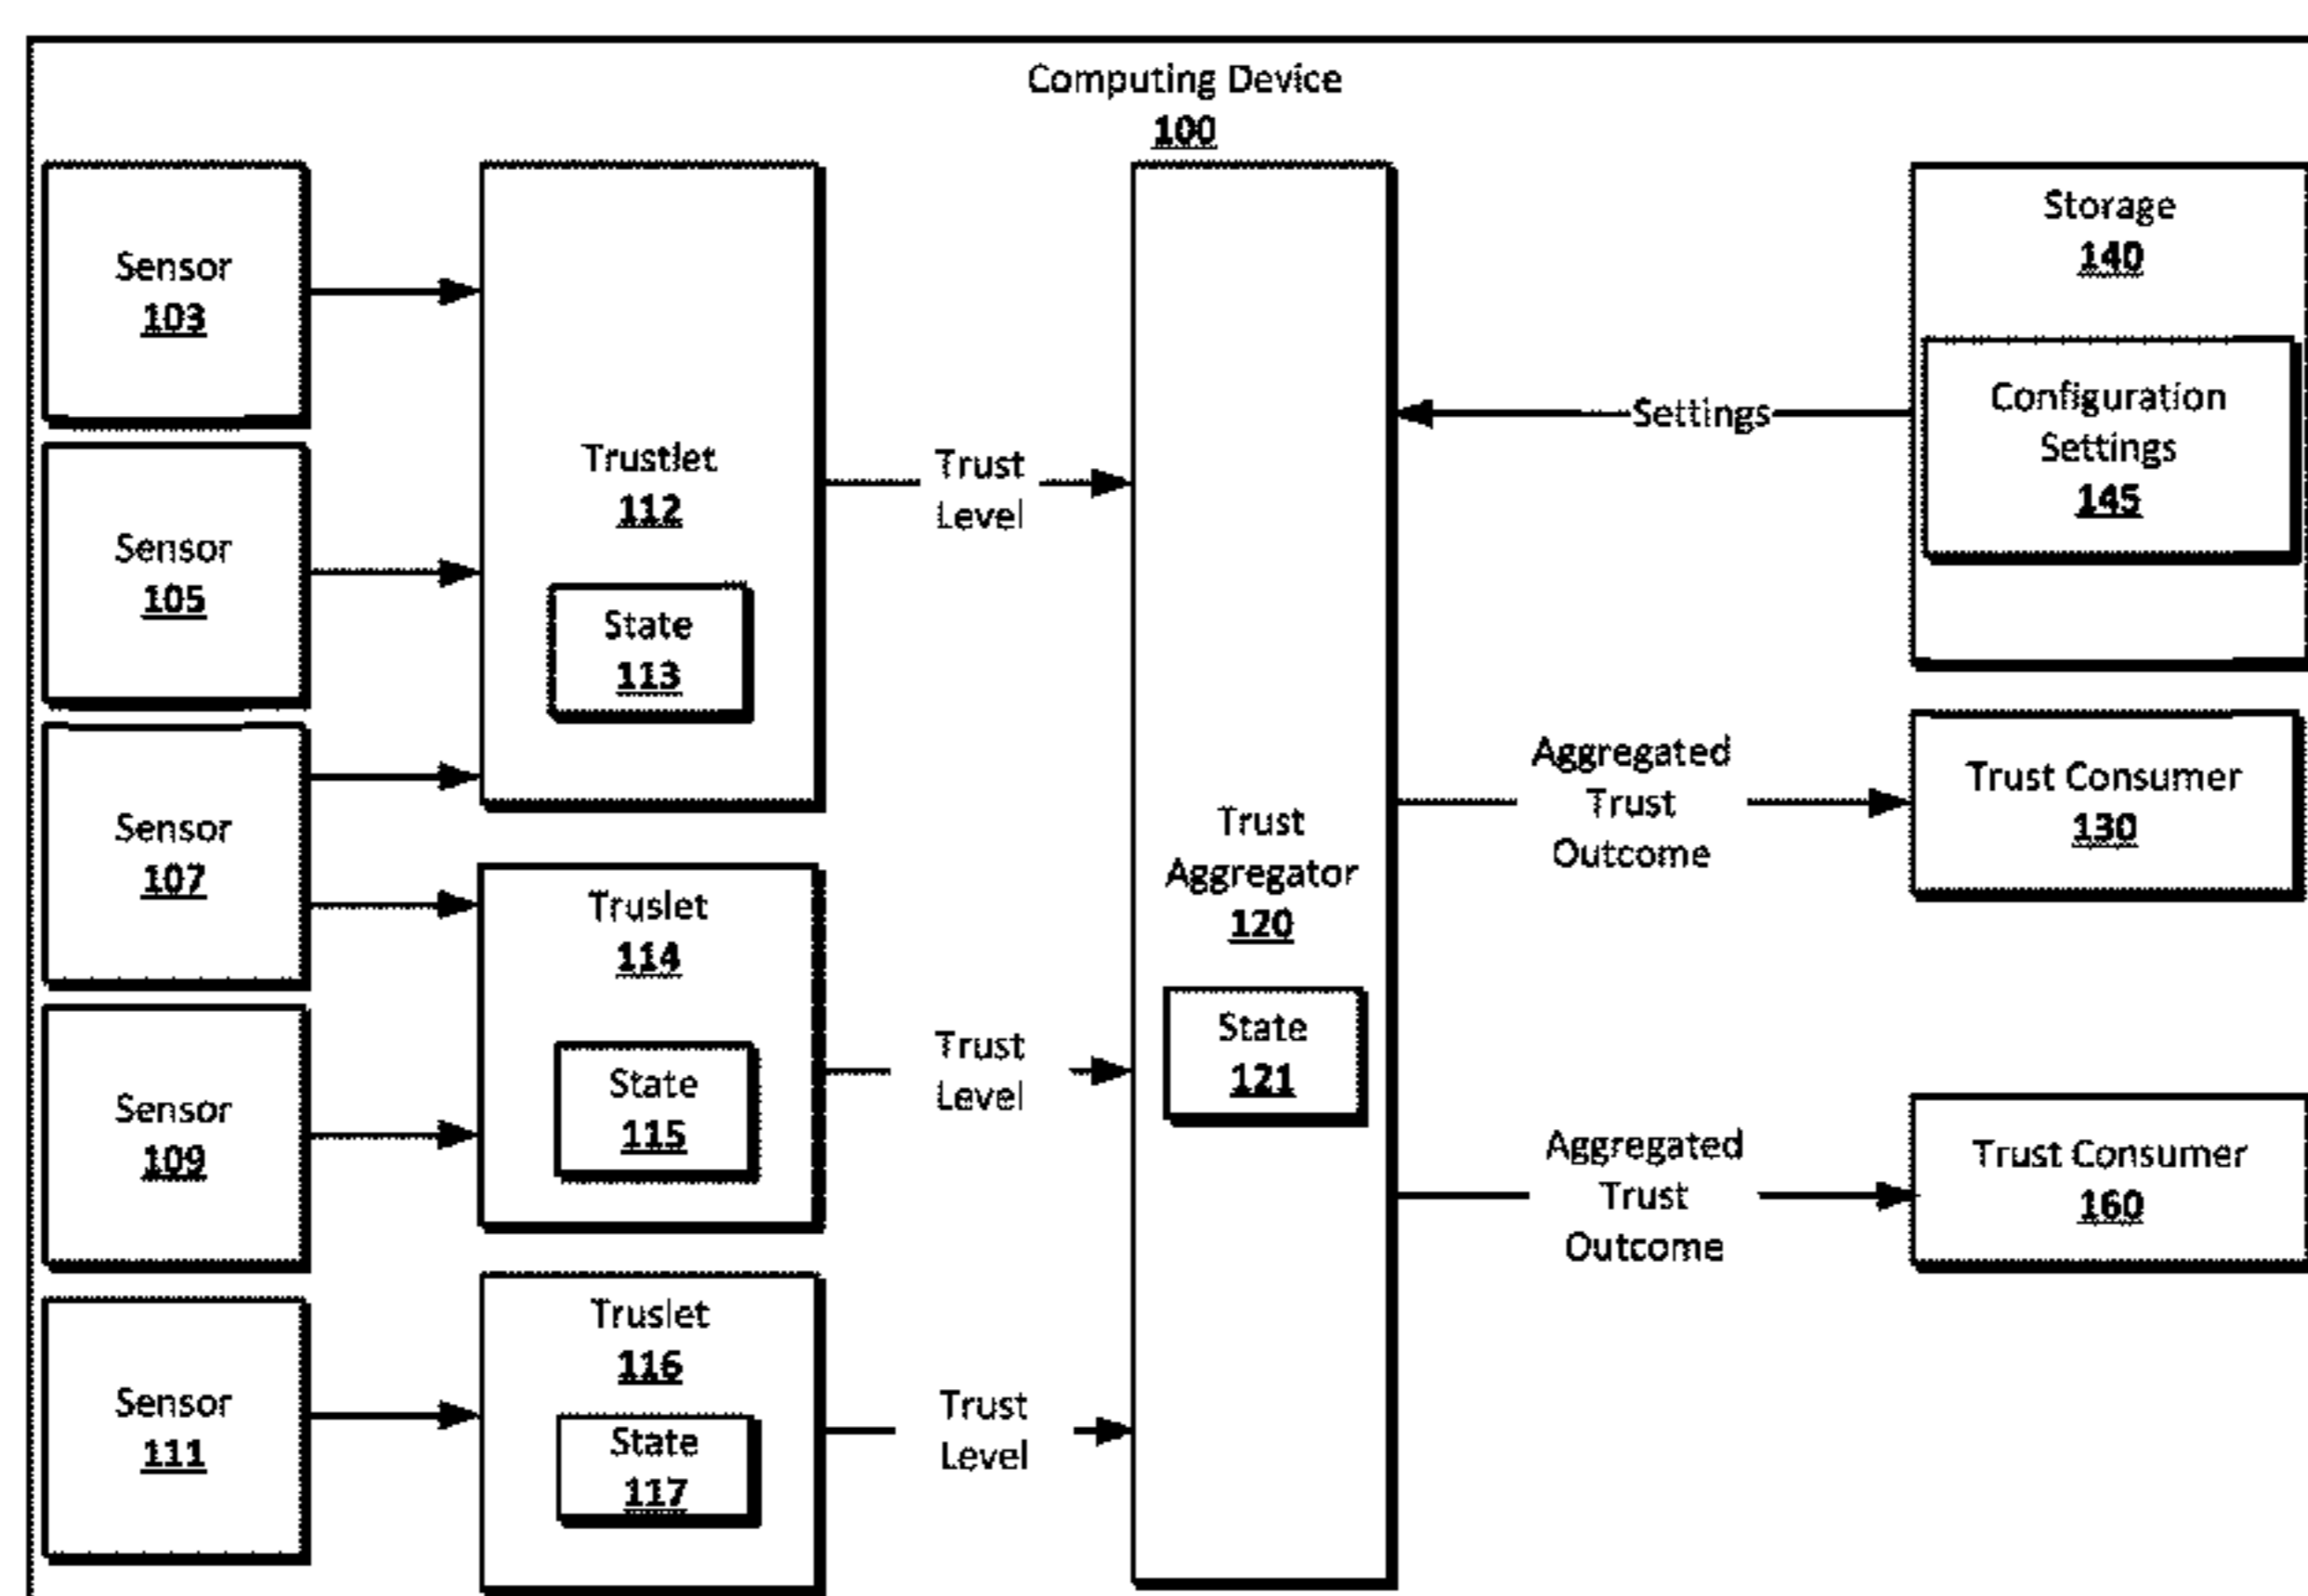 Computing Device
100
Sensor
103
Sensor
105
Sensor
107
Sensor
109
Sensor
111
Trustlet
112
State
113
Truslet
114
State
115
Truslet
116
State
117
Trust
Level
Trust
Level
Trust
Level
Trust
Aggregator
120
State
121
Settings
Aggregated
Trust
Outcome
Aggregated
Trust
Outcome
Storage
140
Configuration
Settings
145
Trust Consumer
130
Trust Consumer
160